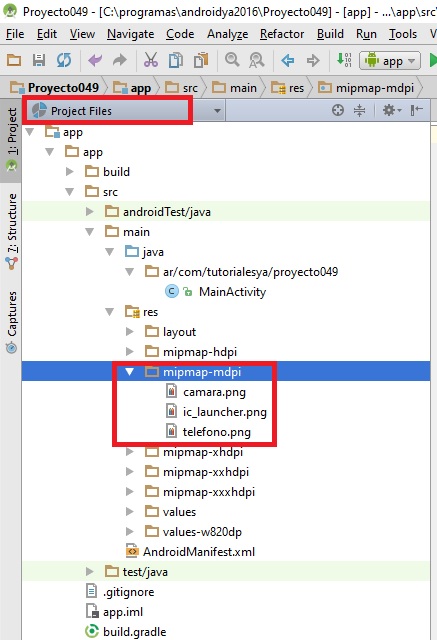 Proyecto049 - [C:\programas\androidya2016\Proyecto049] - [app] - ...\app\src'
File Edit View Navigate Code Analyze Refactor Build Run
app
Proyecto049 app src main res mipmap-mdpi
Project Files
1: Project
7: Structure
Captures
app
app
build
src
androidTest/java
main
java
ar/com/tutorialesya/proyecto049
MainActivity
res
layout
mipmap-hdpi
mipmap-mdpi
camara.png
ic_launcher.png
telefono.png
mipmap-xhdpi
mipmap-xxhdpi
mipmap-xxxhdpi
values
values-w820dp
AndroidManifest.xml
test/java
.gitignore
app.iml
build.gradle